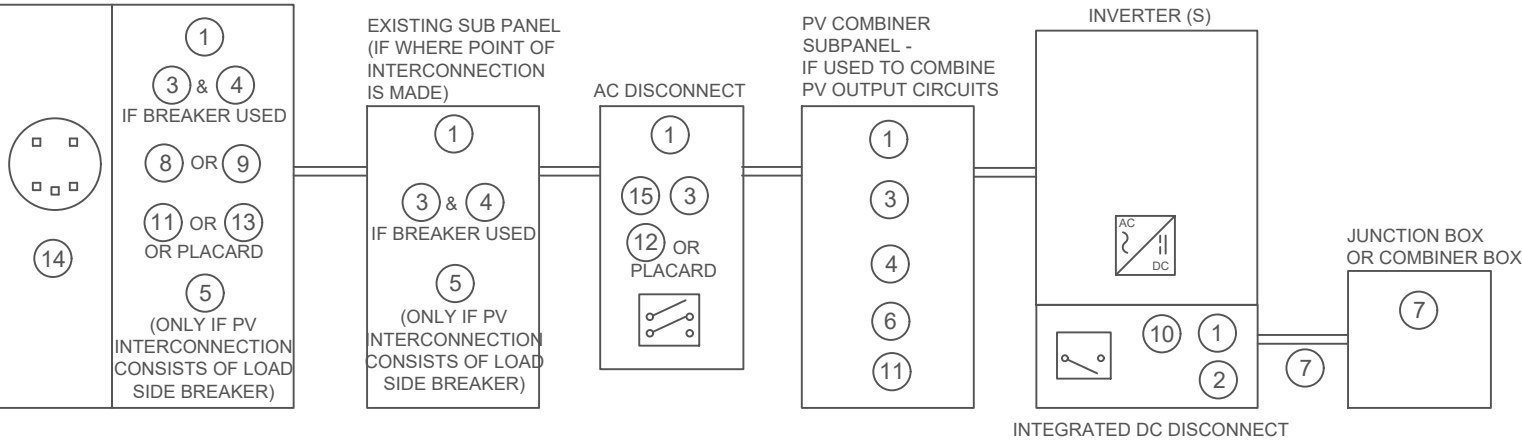 14
1
3 & 4
IF BREAKER USED
8 OR 9
11 OR 13
OR PLACARD
5
(ONLY IF PV
INTERCONNECTION
CONSISTS OF LOAD
SIDE BREAKER)
EXISTING SUB PANEL
(IF WHERE POINT OF
INTERCONNECTION
IS MADE)
1
3 & 4
IF BREAKER USED
5
(ONLY IF PV
INTERCONNECTION
CONSISTS OF LOAD
SIDE BREAKER)
AC DISCONNECT
1
15 3
12 OR
PLACARD
PV COMBINER
SUBPANEL -
IF USED TO COMBINE
PV OUTPUT CIRCUITS
1
3
4
6
11
INVERTER (S)
AC
DC
10 1
2
INTEGRATED DC DISCONNECT
7
JUNCTION BOX
OR COMBINER BOX
7